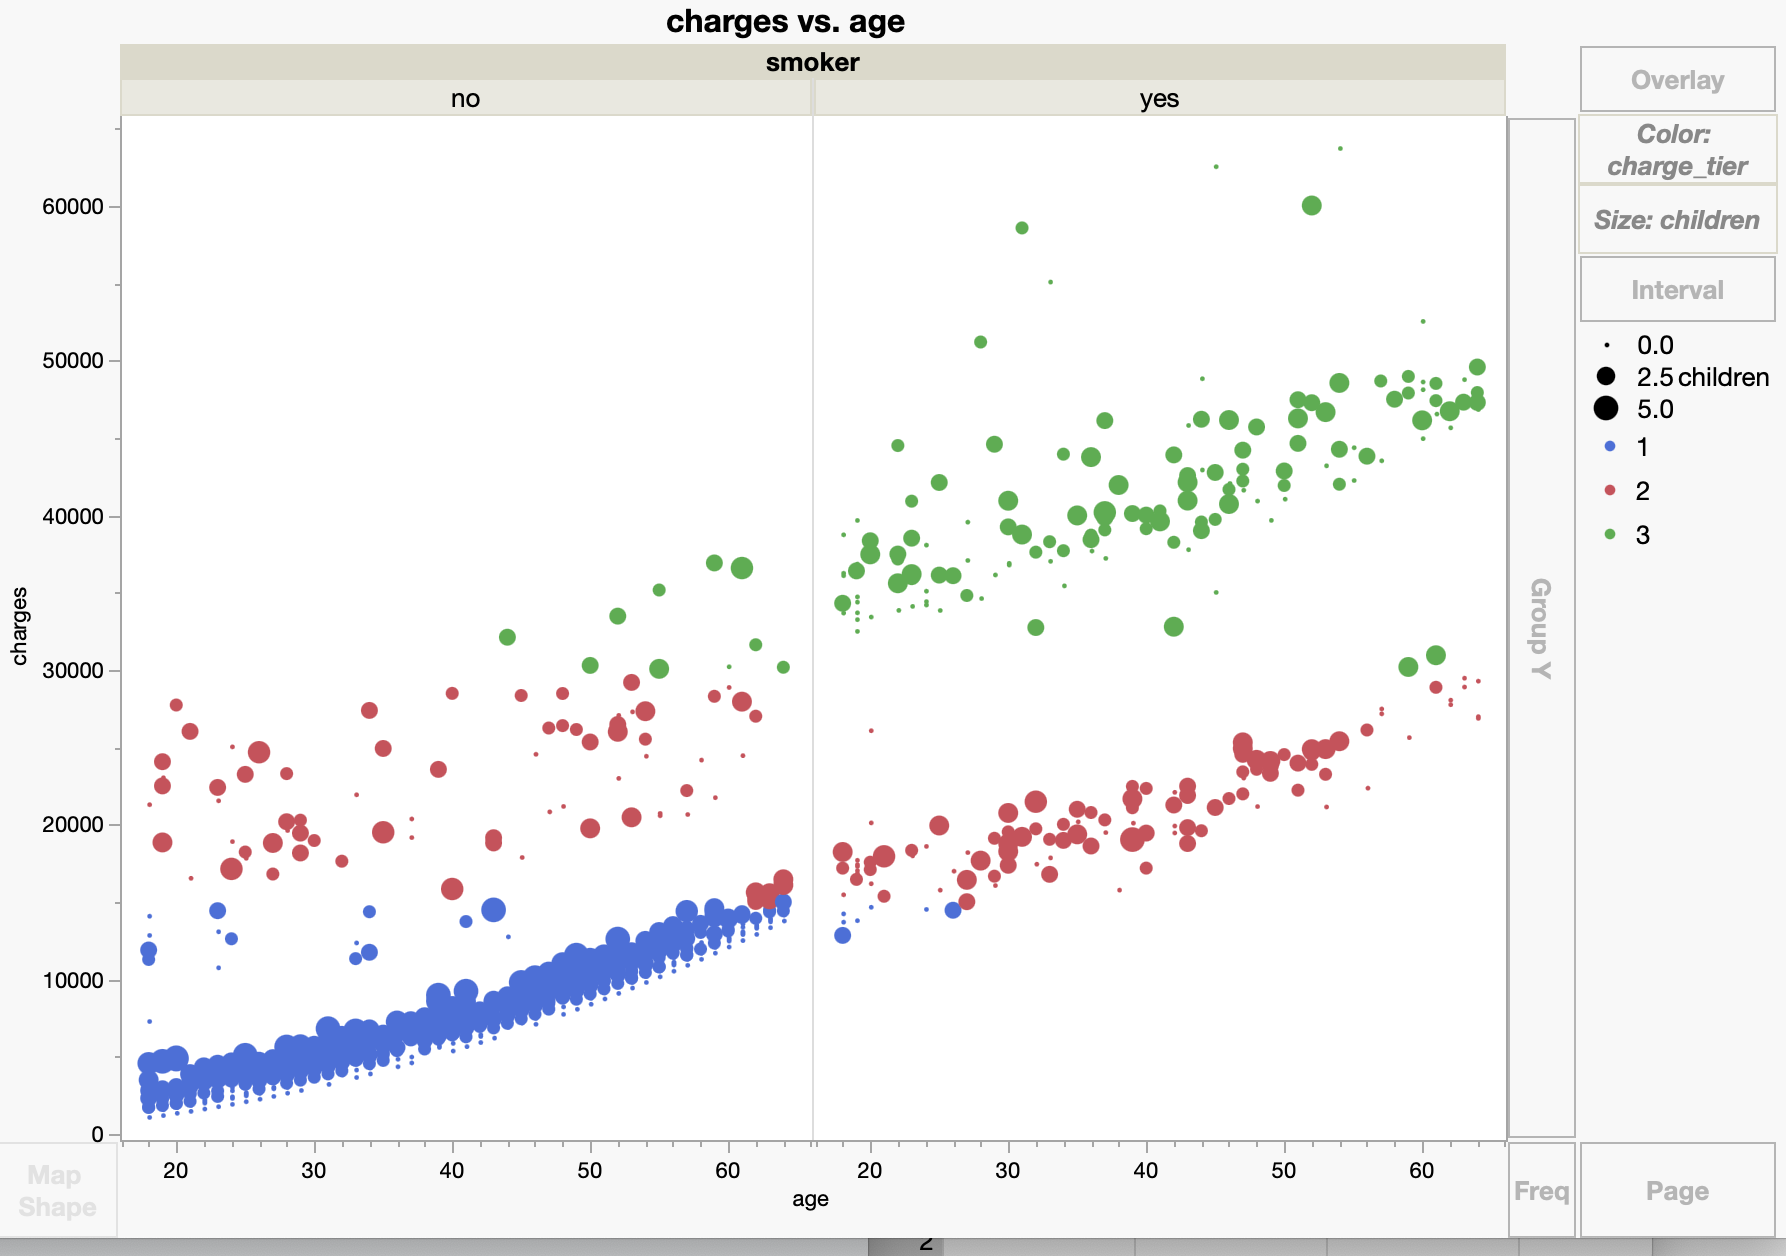 charges vs. age
smoker
no
yes
Overlay
Color:
charge_tier
Size: children
Interval
0.0
2.5 children
5.0
1
2
3
60000
50000
40000
30000
20000
10000
0
charges
Group Y
20 30 40 50 60 20 30 40 50 60
age
Map
Shape
Freq
Page
2